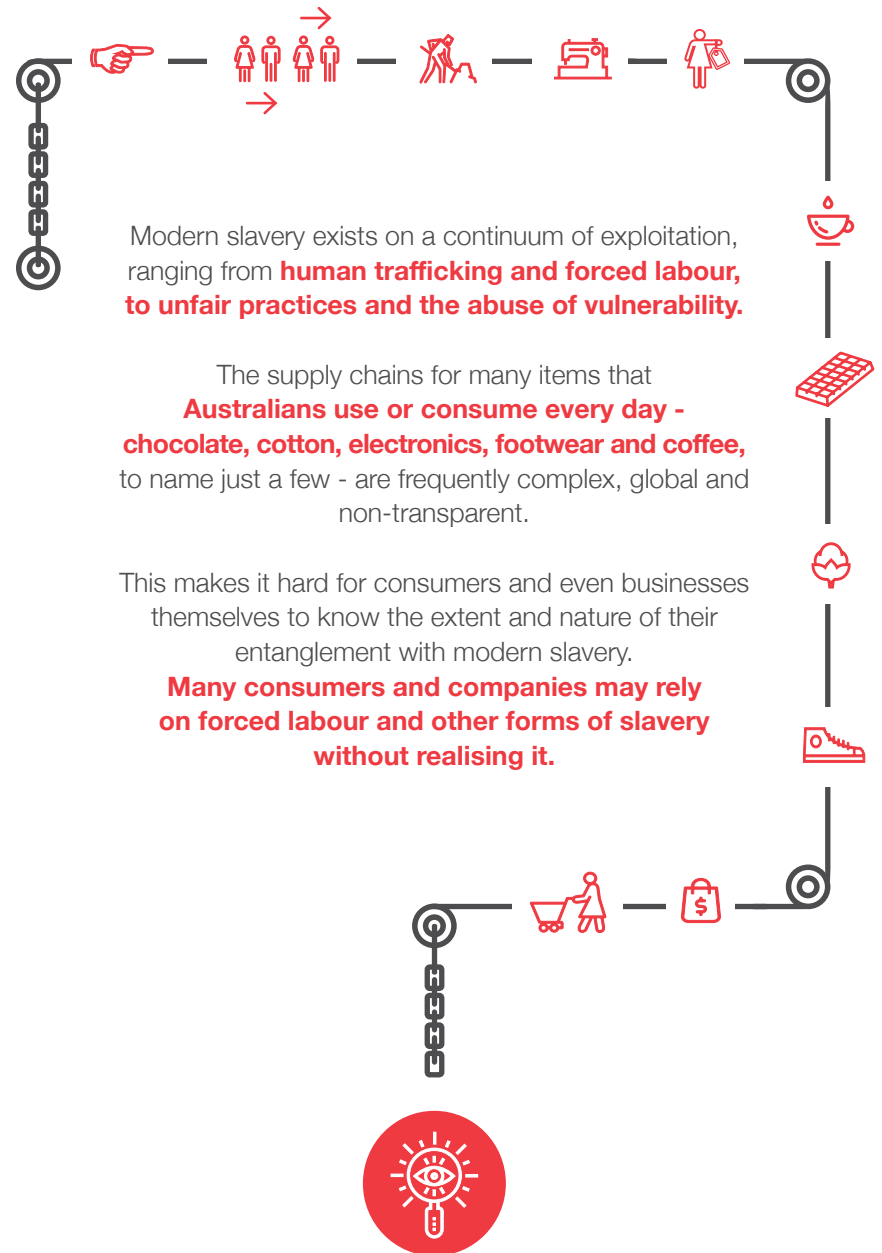 Modern slavery exists on a continuum of exploitation,
ranging from human trafficking and forced labour,
to unfair practices and the abuse of vulnerability.
The supply chains for many items that
Australians use or consume every day -
chocolate, cotton, electronics, footwear and coffee,
to name just a few - are frequently complex, global and
non-transparent.
This makes it hard for consumers and even businesses
themselves to know the extent and nature of their
entanglement with modern slavery.
Many consumers and companies may rely
on forced labour and other forms of slavery
without realising it.
$